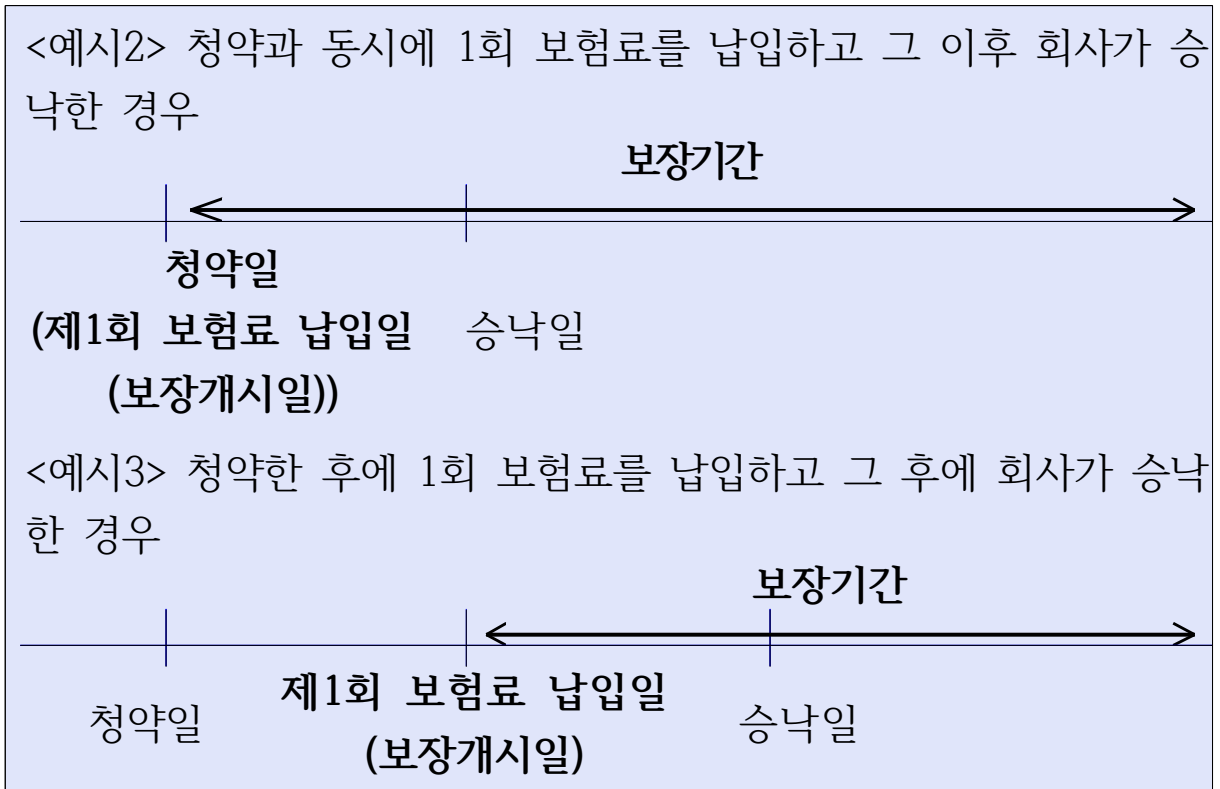 <예시2> 청약과 동시에 1회 보험료를 납입하고 그 이후 회사가 승
낙한 경우
보장기간
청약일
(제1회 보험료 납입일 승낙일
(보장개시일))
<예시3> 청약한 후에 1회 보험료를 납입하고 그 후에 회사가 승낙
한 경우
보장기간
제1회 보험료 납입일
청약일 승낙일
(보장개시일)